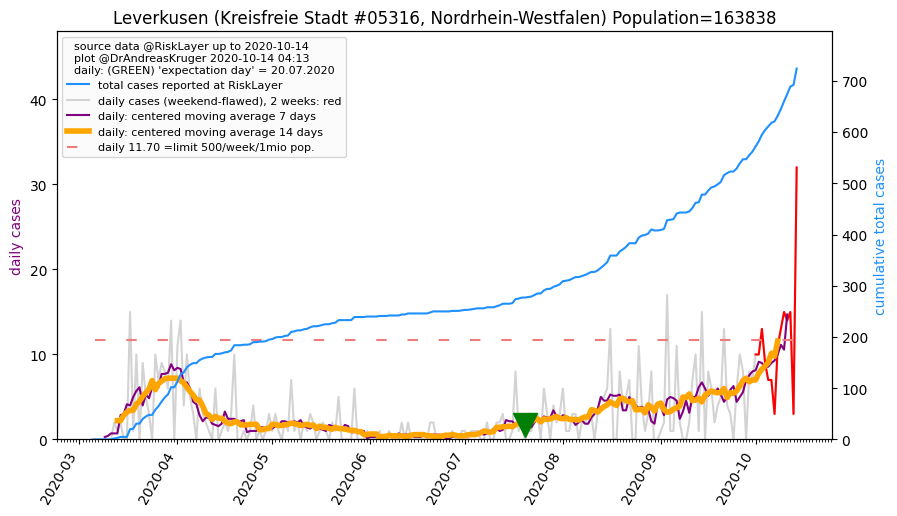 Leverkusen (Kreisfreie Stadt #05316, Nordrhein-Westfalen) Population=163838
source data @RiskLayer up to 2020-10-14
plot @DrAndreasKruger 2020-10-14 04:13
daily: (GREEN) 'expectation day' = 20.07.2020
total cases reported at RiskLayer
daily cases (weekend-flawed), 2 weeks: red
daily: centered moving average 7 days
daily: centered moving average 14 days
daily 11.70 =limit 500/week/1mio pop.
daily cases
40
30
20
10
0
cumulative total cases
700
600
500
400
300
200
100
0
2020-03
2020-04
2020-05
2020-06
2020-07
2020-08
2020-09
2020-10